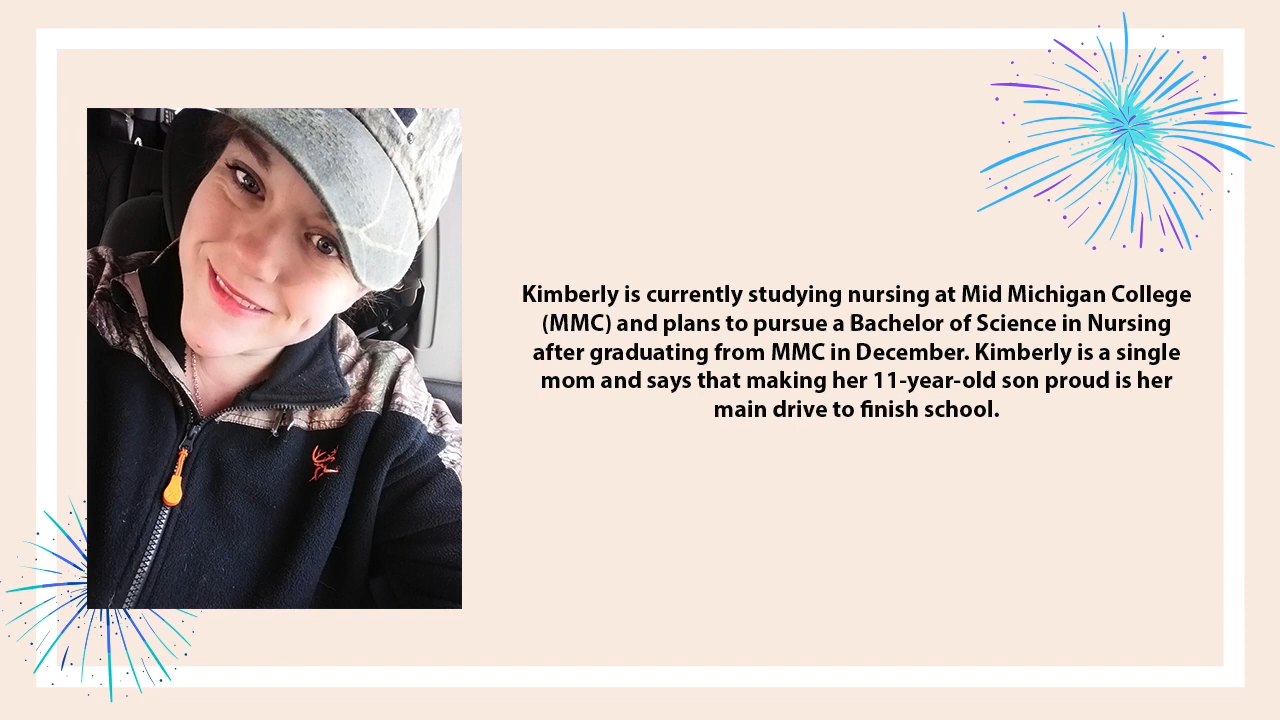 Kimberly is currently studying nursing at Mid Michigan College
(MMC) and plans to pursue a Bachelor of Science in Nursing
after graduating from MMC in December. Kimberly is a single
mom and says that making her 11-year-old son proud is her
main drive to finish school.